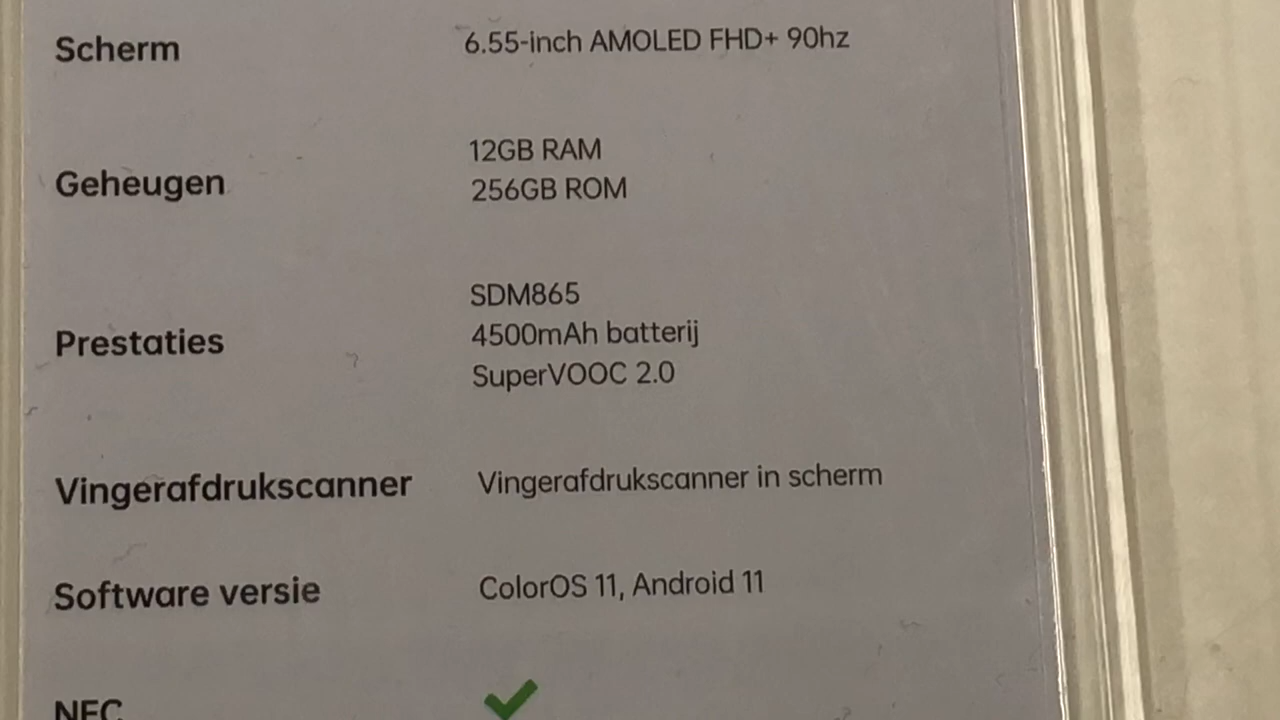 Scherm 6.55-inch AMOLED FHD+ 90hz
Geheugen
12GB RAM
256GB ROM
Prestaties
SDM865
4500mAh batterij
SuperVOOC 2.0
Vingerafdrukscanner Vingerafdrukscanner in scherm
Software versie ColorOS 11, Android 11
NFC